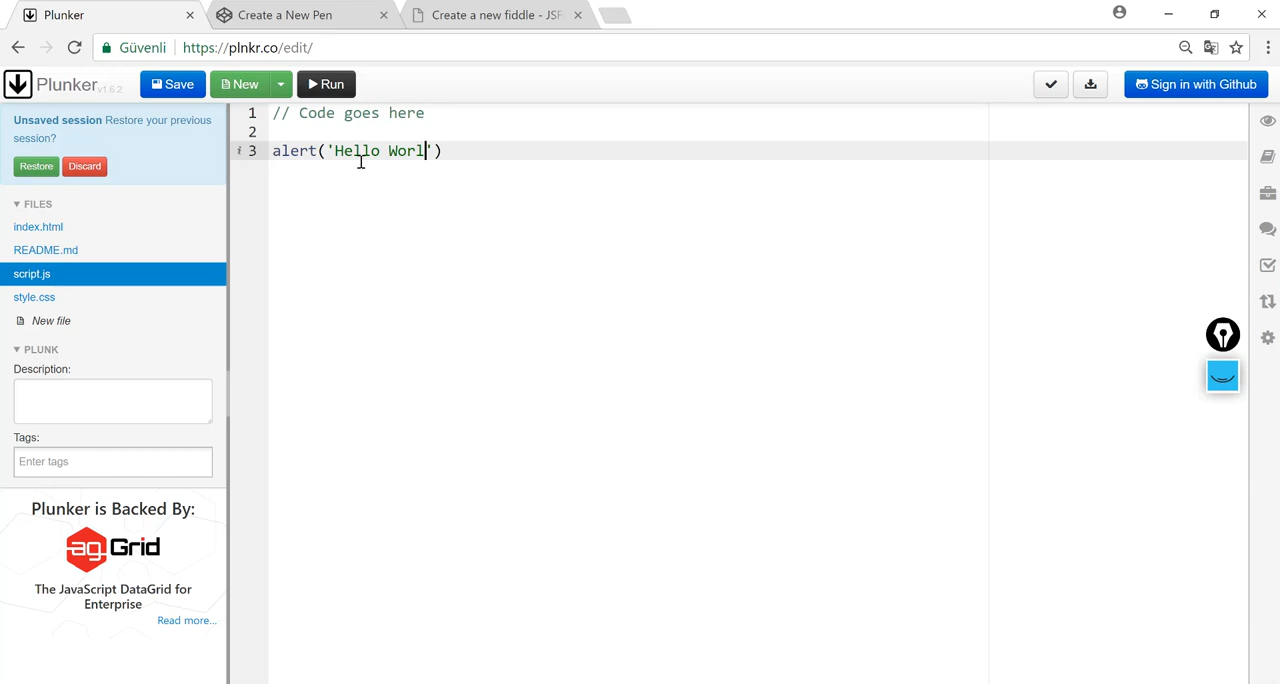 Plunker
Create a New Pen
Create a new fiddle - JSF
Güvenli
https://plnkr.co/edit/
Plunker v1.6.2
Save
New
Run
Sign in with Github
Unsaved session Restore your previous
session?
Restore
Discard
FILES
index.html
README.md
script.js
style.css
New file
PLUNK
Description:
Tags:
Enter tags
Plunker is Backed By:
ag Grid
The JavaScript DataGrid for
Enterprise
Read more...
1 // Code goes here
2
i 3 alert('Hello Worl')